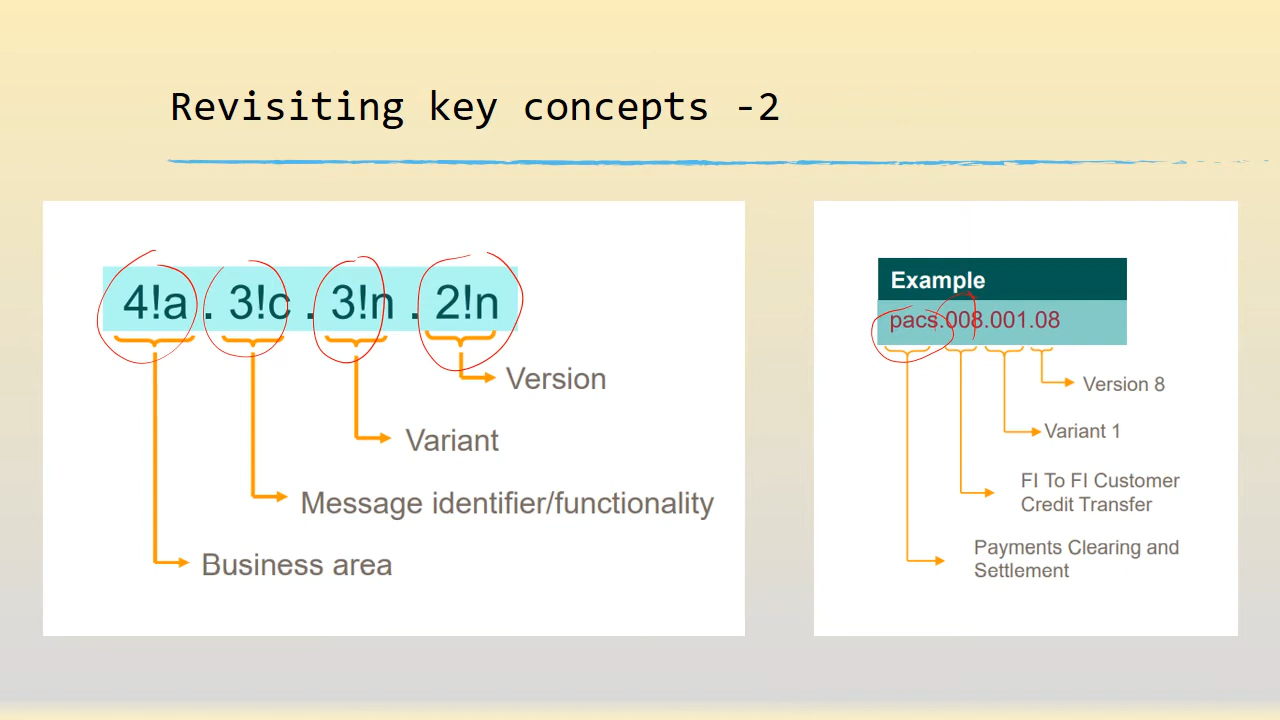 Revisiting key concepts -2
4!a . 3!c . 3!n . 2!n
Version
Variant
Message identifier/functionality
Business area
Example
pacs.008.001.08
Version 8
Variant 1
FI To FI Customer
Credit Transfer
Payments Clearing and
Settlement